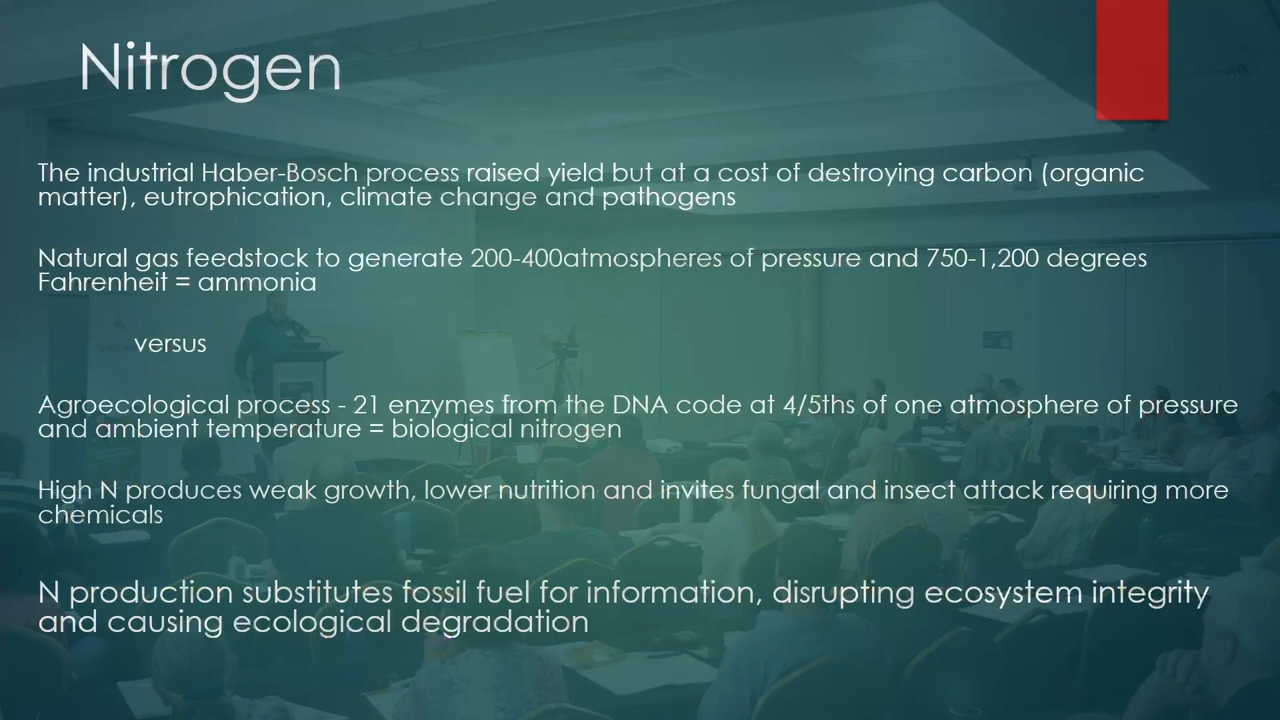 Nitrogen
The industrial Haber-Bosch process raised yield but at a cost of destroying carbon (organic
matter), eutrophication, climate change and pathogens
Natural gas feedstock to generate 200-400atmospheres of pressure and 750-1,200 degrees
Fahrenheit = ammonia
versus
Agroecological process - 21 enzymes from the DNA code at 4/5ths of one atmosphere of pressure
and ambient temperature = biological nitrogen
High N produces weak growth, lower nutrition and invites fungal and insect attack requiring more
chemicals
N production substitutes fossil fuel for information, disrupting ecosystem integrity
and causing ecological degradation